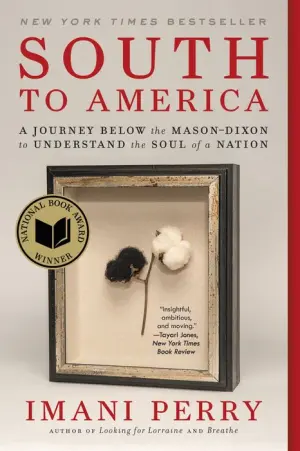 NEW YORK TIMES BESTSELLER
SOUTH
TO AMERICA
A JOURNEY BELOW the MASON–DIXON
to UNDERSTAND the SOUL of a NATION
NATIONAL BOOK AWARD
WINNER
"Insightful,
ambitious,
and moving."
—Tayari Jones,
New York Times
Book Review
IMANI PERRY
AUTHOR OF Looking for Lorraine and Breathe